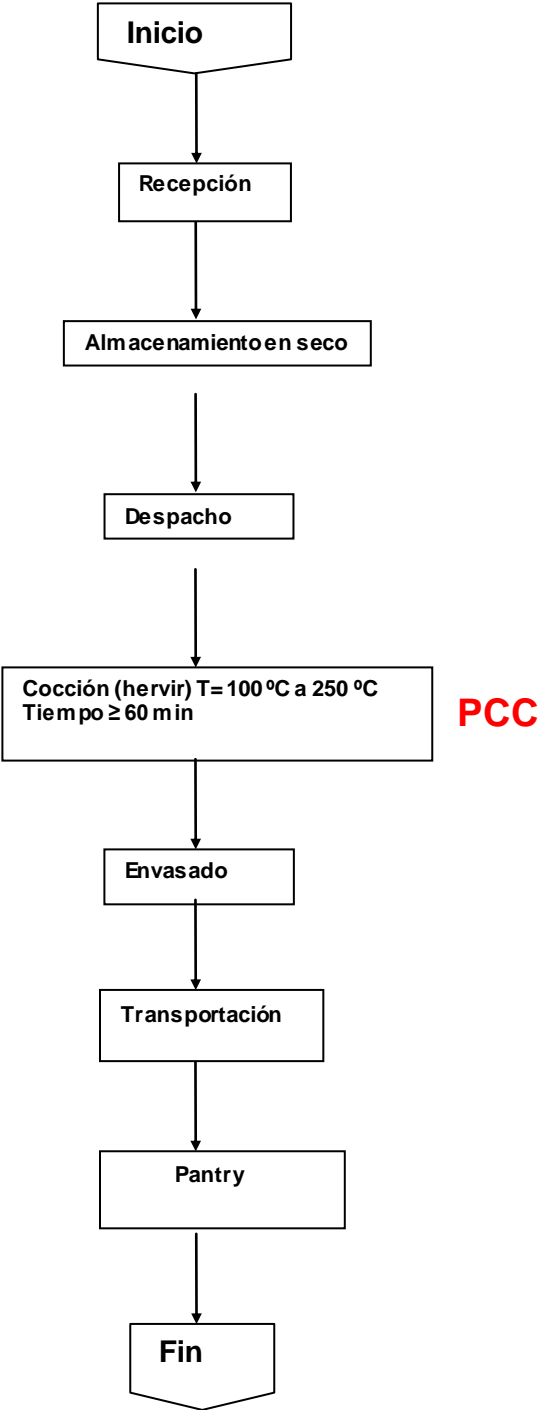 Inicio
Recepción
Almacenamiento en seco
Despacho
Cocción (hervir) T= 100 ºC a 250 ºC
Tiempo ≥ 60 min
PCC
Envasado
Transportación
Pantry
Fin